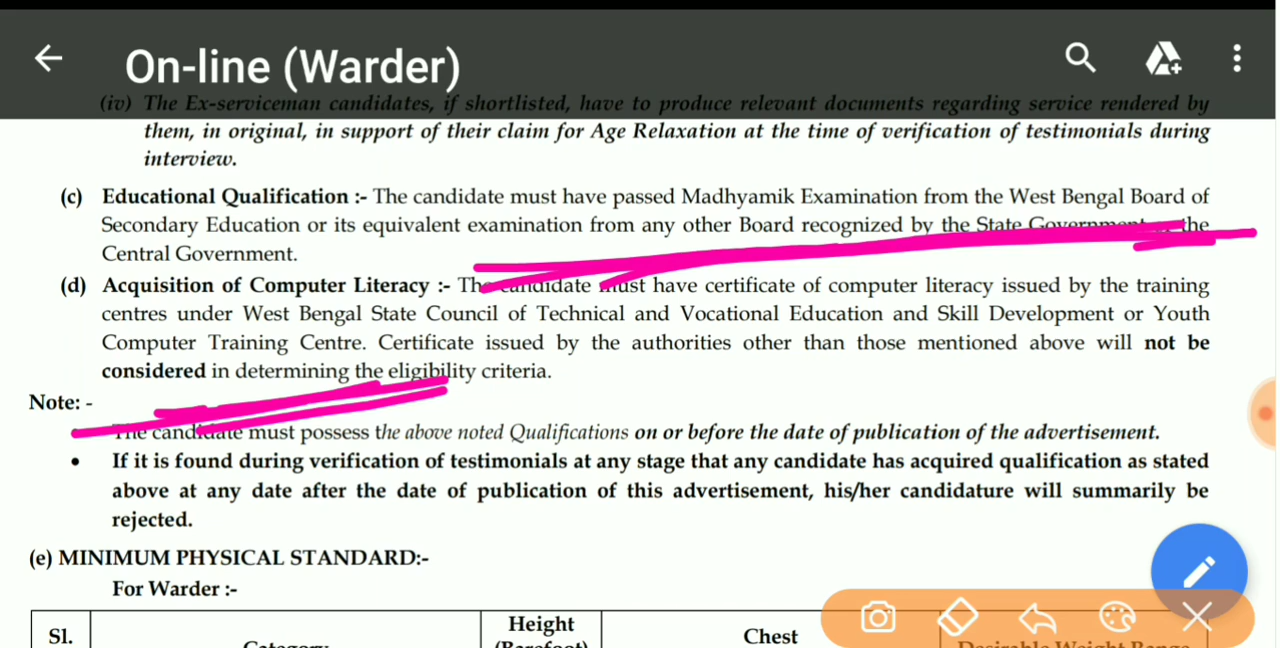 On-line (Warder)
(iv) The Ex-serviceman candidates, if shortlisted, have to produce relevant documents regarding service rendered by
them, in original, in support of their claim for Age Relaxation at the time of verification of testimonials during
interview.
(c) Educational Qualification :- The candidate must have passed Madhyamik Examination from the West Bengal Board of
Secondary Education or its equivalent examination from any other Board recognized by the State Government the
Central Government.
(d) Acquisition of Computer Literacy :- The candidate must have certificate of computer literacy issued by the training
centres under West Bengal State Council of Technical and Vocational Education and Skill Development or Youth
Computer Training Centre. Certificate issued by the authorities other than those mentioned above will not be
considered in determining the eligibility criteria.
Note: -
The candidate must possess the above noted Qualifications on or before the date of publication of the advertisement.
• If it is found during verification of testimonials at any stage that any candidate has acquired qualification as stated
above at any date after the date of publication of this advertisement, his/her candidature will summarily be
rejected.
(e) MINIMUM PHYSICAL STANDARD:-
For Warder :-
Sl. Category Height Chest Desirable Weight Range
(Barefoot)